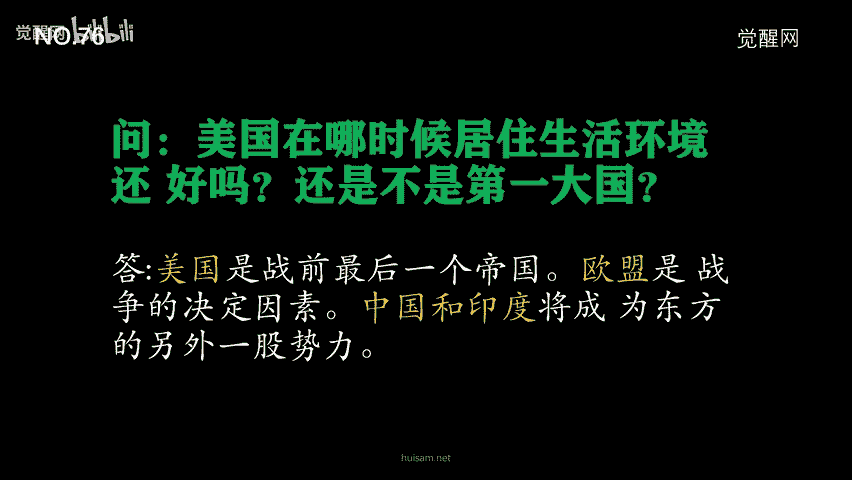 觉醒网 bilibili
NO.76
觉醒网
问：美国在哪时候居住生活环境
还 好吗？还是不是第一大国？
答:美国是战前最后一个帝国。欧盟是 战
争的决定因素。中国和印度将成 为东方
的另外一股势力。
huisam.net